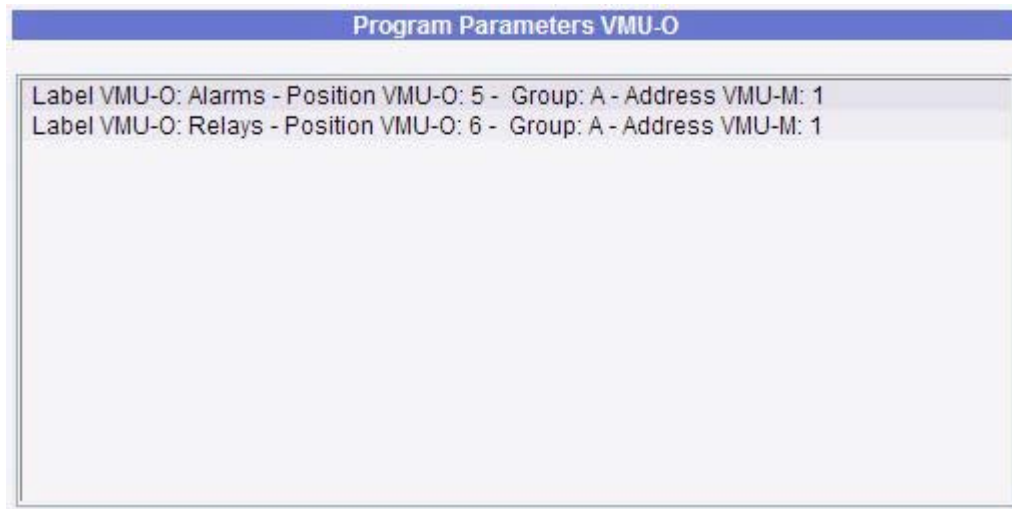 Program Parameters VMU-O
Label VMU-O: Alarms - Position VMU-O: 5 - Group: A - Address VMU-M: 1
Label VMU-O: Relays - Position VMU-O: 6 - Group: A - Address VMU-M: 1